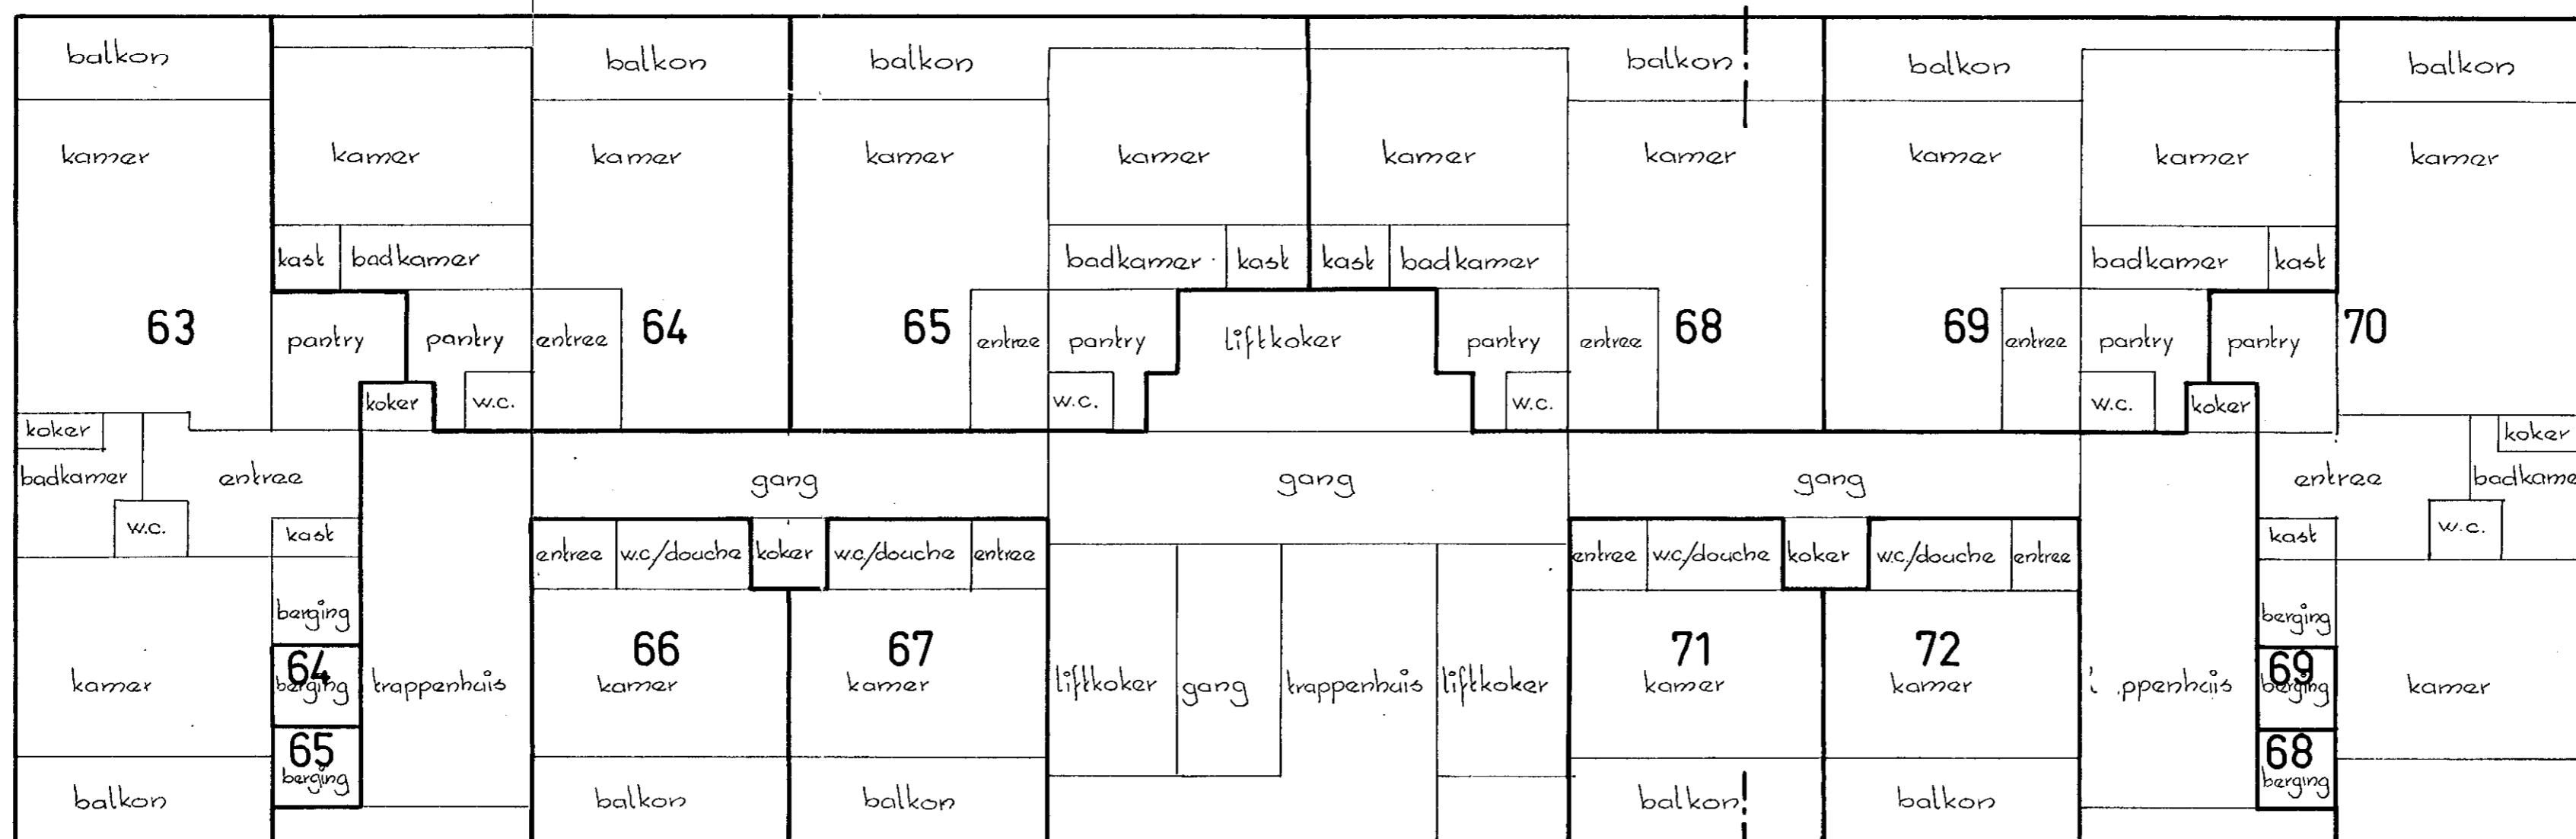 balkon balkon balkon balkon balkon balkon
kamer kamer kamer kamer kamer kamer kamer kamer kamer kamer
kast badkamer badkamer kast kast badkamer badkamer kast
63 64 65 68 69 70
pantry pantry entree entree pantry liftkoker pantry entree entree pantry pantry
koker w.c. w.c. w.c. w.c. koker
koker koker
badkamer entree gang gang gang entree
w.c. kast kast w.c.
entree w.c./douche koker w.c./douche entree entree w.c./douche koker w.c./douche entree
berging berging
66 67 71 72
64 69
kamer berging trappenhuis kamer kamer liftkoker gang trappenhuis liftkoker kamer kamer berging kamer
65 68
berging berging
balkon balkon balkon balkon balkon